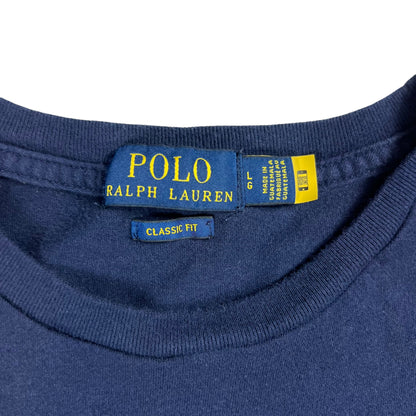 POLO
RALPH LAUREN
L
G
MADE IN
GUATEMALA
FABRIQUÉ AU
GUATEMALA
CLASSIC FIT